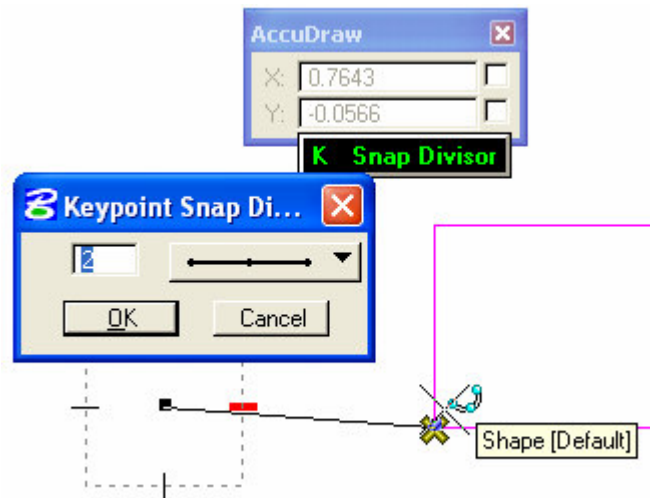 AccuDraw
X: 0.7643
Y: -0.0566
K Snap Divisor
Keypoint Snap Di...
2
OK Cancel
Shape [Default]